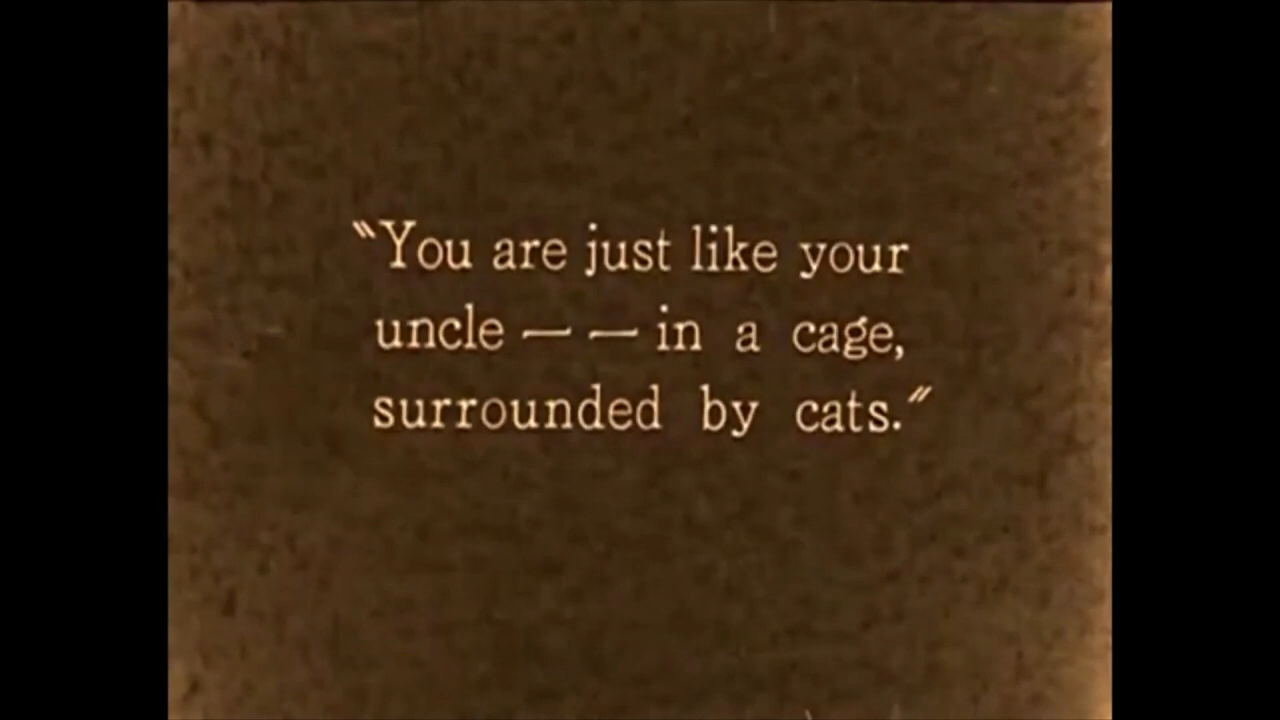 "You are just like your
uncle — — in a cage,
surrounded by cats."